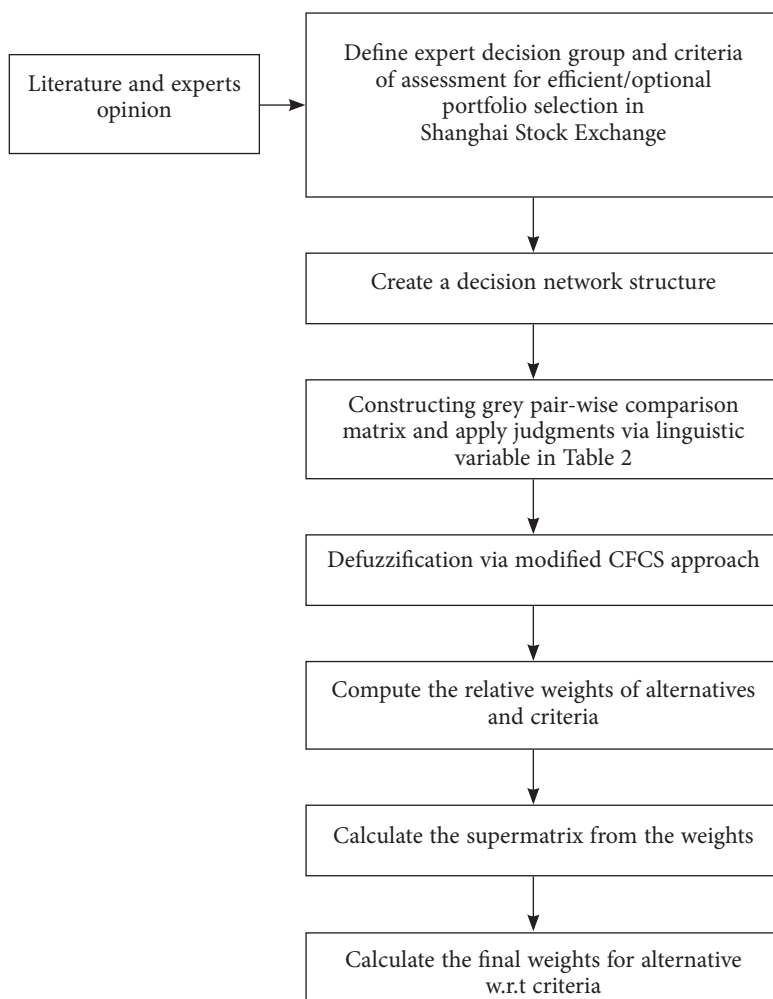 Literature and experts
opinion
Define expert decision group and criteria
of assessment for efficient/optional
portfolio selection in
Shanghai Stock Exchange
Create a decision network structure
Constructing grey pair-wise comparison
matrix and apply judgments via linguistic
variable in Table 2
Defuzzification via modified CFCS approach
Compute the relative weights of alternatives
and criteria
Calculate the supermatrix from the weights
Calculate the final weights for alternative
w.r.t criteria